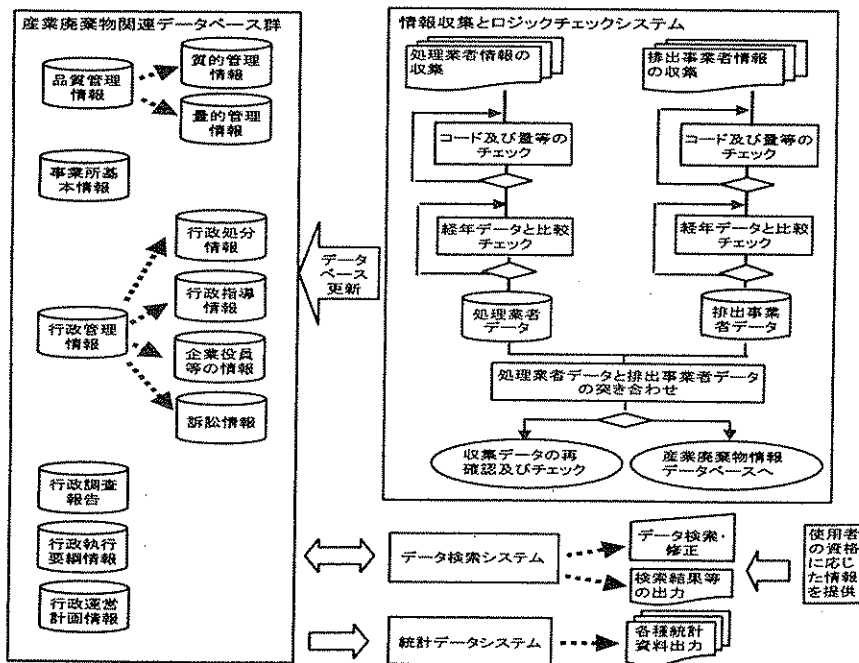 産業廃棄物関連データベース群
品質管理
情報
質的管理
情報
量的管理
情報
事業所基
本情報
行政管理
情報
行政処分
情報
行政指導
情報
企業役員
等の情報
訴訟情報
行政調査
報告
行政執行
要綱情報
行政運営
計画情報
データ
ベース
更新
情報収集とロジックチェックシステム
処理業者情報の
収集
排出事業者情報
の収集
コード及び量等の
チェック
コード及び量等の
チェック
経年データと比較
チェック
経年データと比較
チェック
処理業者
データ
排出事業
者データ
処理業者データと排出事業者データ
の突き合わせ
収集データの再
確認及びチェック
産業廃棄物情報
データベースへ
データ検索システム
データ検索・
修正
検索結果等
の出力
使用者
の資格
に応じ
た情報
を提供
統計データシステム
各種統計
資料出力